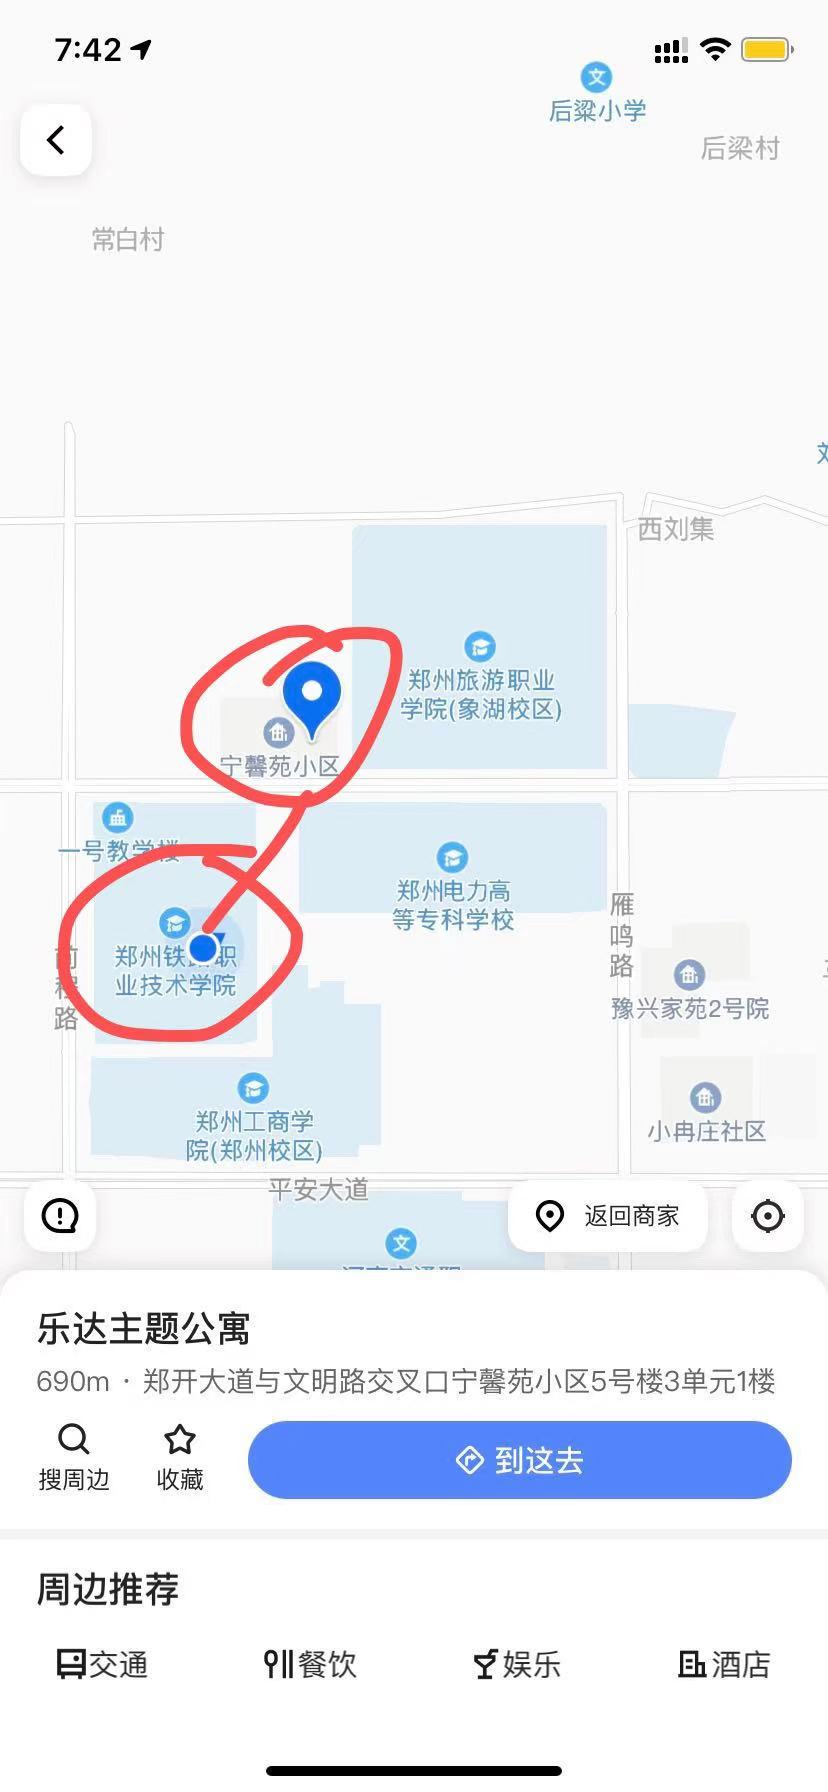 7:42
后梁小学
后梁村
常白村
西刘集
郑州旅游职业
学院(象湖校区)
宁馨苑小区
一号教学楼
郑州电力高
等专科学校
雁鸣路
郑州铁路职
业技术学院
前程路
豫兴家苑2号院
郑州工商学
院(郑州校区)
小冉庄社区
平安大道
返回商家
乐达主题公寓
690m · 郑开大道与文明路交叉口宁馨苑小区5号楼3单元1楼
搜周边
收藏
到这去
周边推荐
交通
餐饮
娱乐
酒店